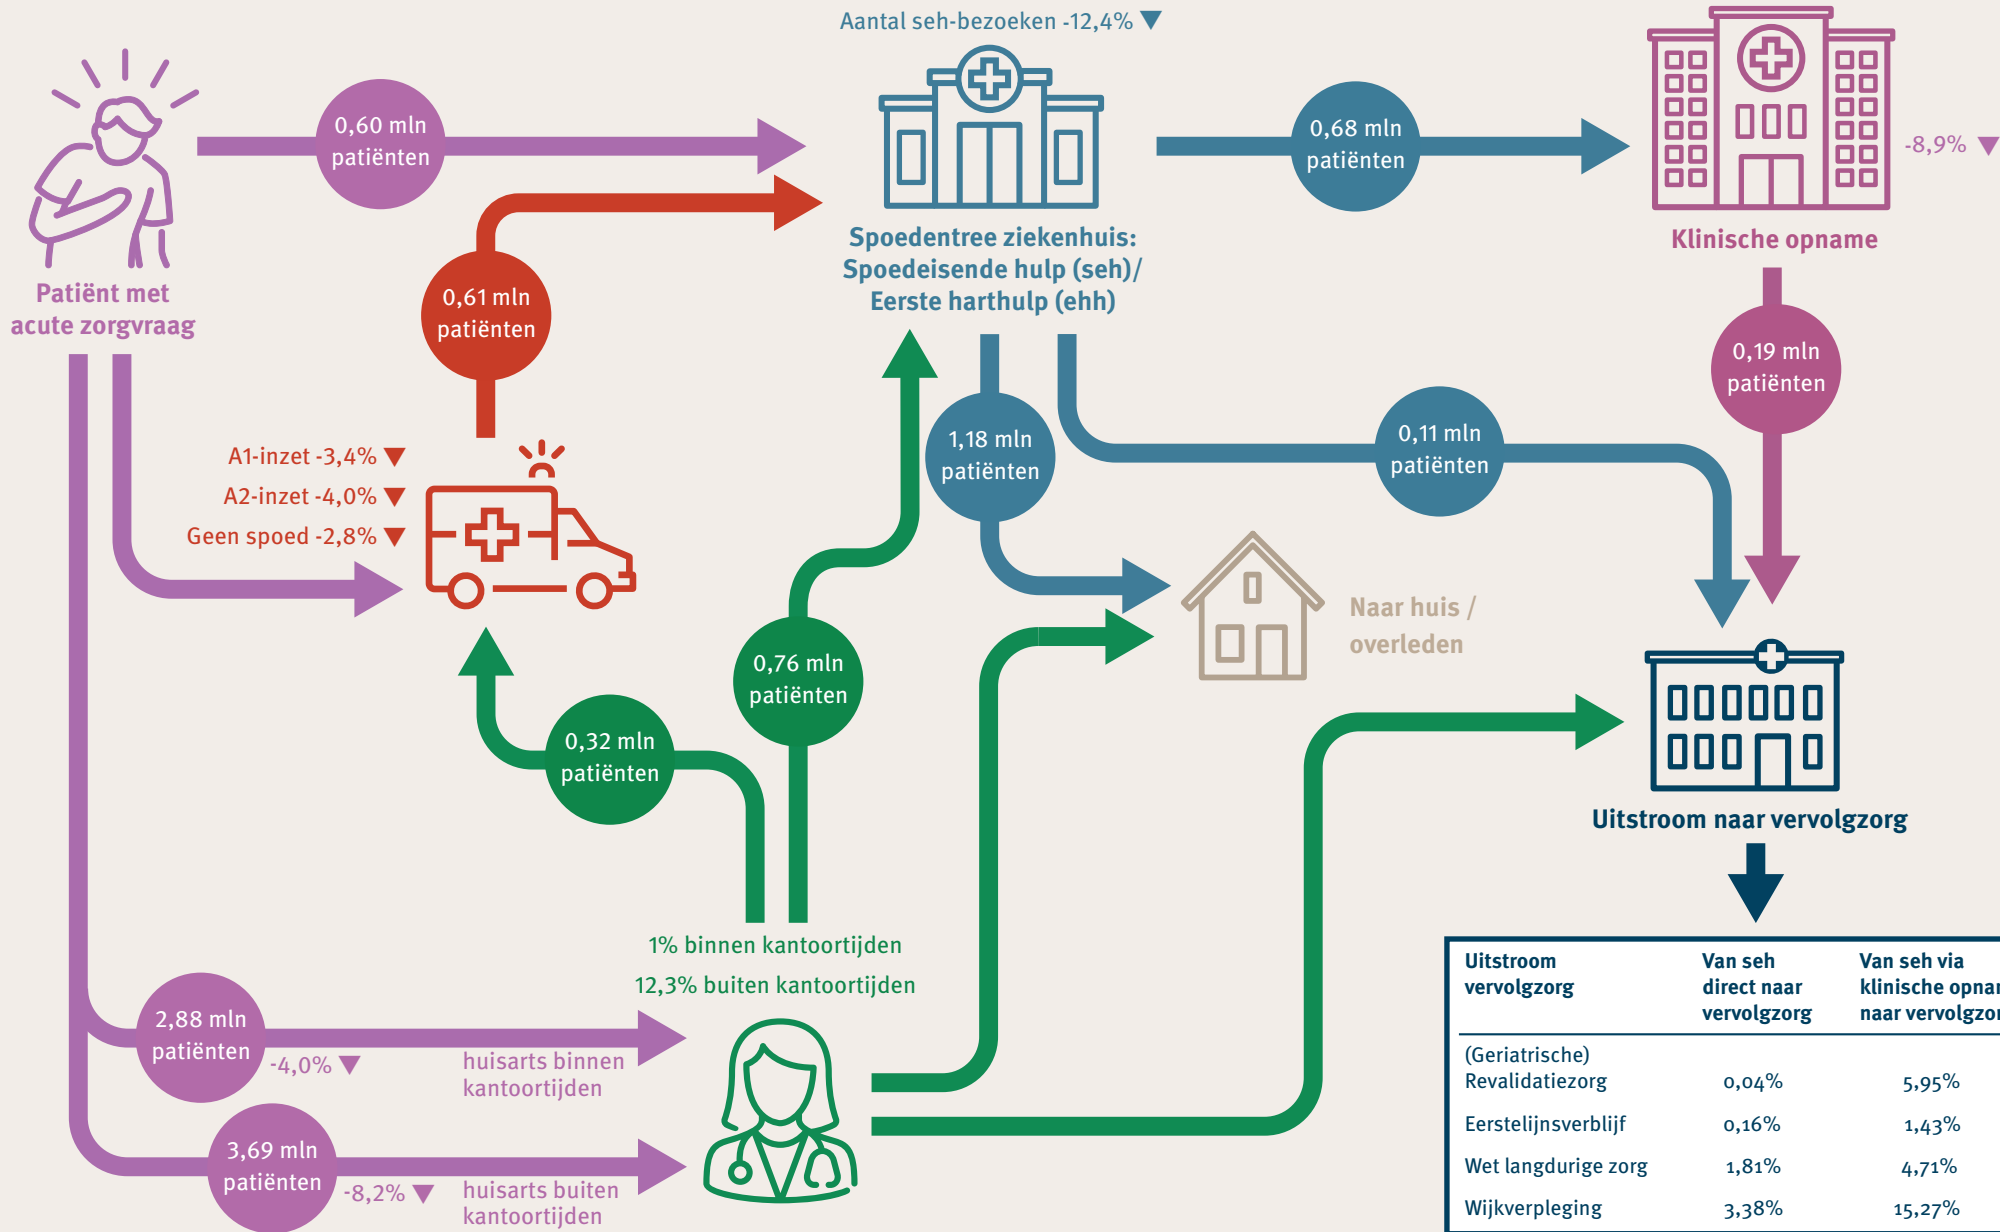 Aantal seh-bezoeken -12,4% ▼
0,60 mln
patiënten
0,68 mln
patiënten
-8,9% ▼
Spoedentree ziekenhuis:
Spoedeisende hulp (seh)/
Eerste harthulp (ehh)
Klinische opname
Patiënt met
acute zorgvraag
0,61 mln
patiënten
0,19 mln
patiënten
1,18 mln
patiënten
0,11 mln
patiënten
A1-inzet -3,4% ▼
A2-inzet -4,0% ▼
Geen spoed -2,8% ▼
Naar huis /
overleden
0,76 mln
patiënten
0,32 mln
patiënten
Uitstroom naar vervolgzorg
1% binnen kantoortijden
12,3% buiten kantoortijden
2,88 mln
patiënten
-4,0% ▼
huisarts binnen
kantoortijden
3,69 mln
patiënten
-8,2% ▼
huisarts buiten
kantoortijden
Uitstroom
vervolgzorg
Van seh
direct naar
vervolgzorg
Van seh via
klinische
naar
(Geriatrische)
Revalidatiezorg 0,04% 5,95%
Eerstelijnsverblijf 0,16% 1,43%
Wet langdurige zorg 1,81% 4,71%
Wijkverpleging 3,38% 15,27%